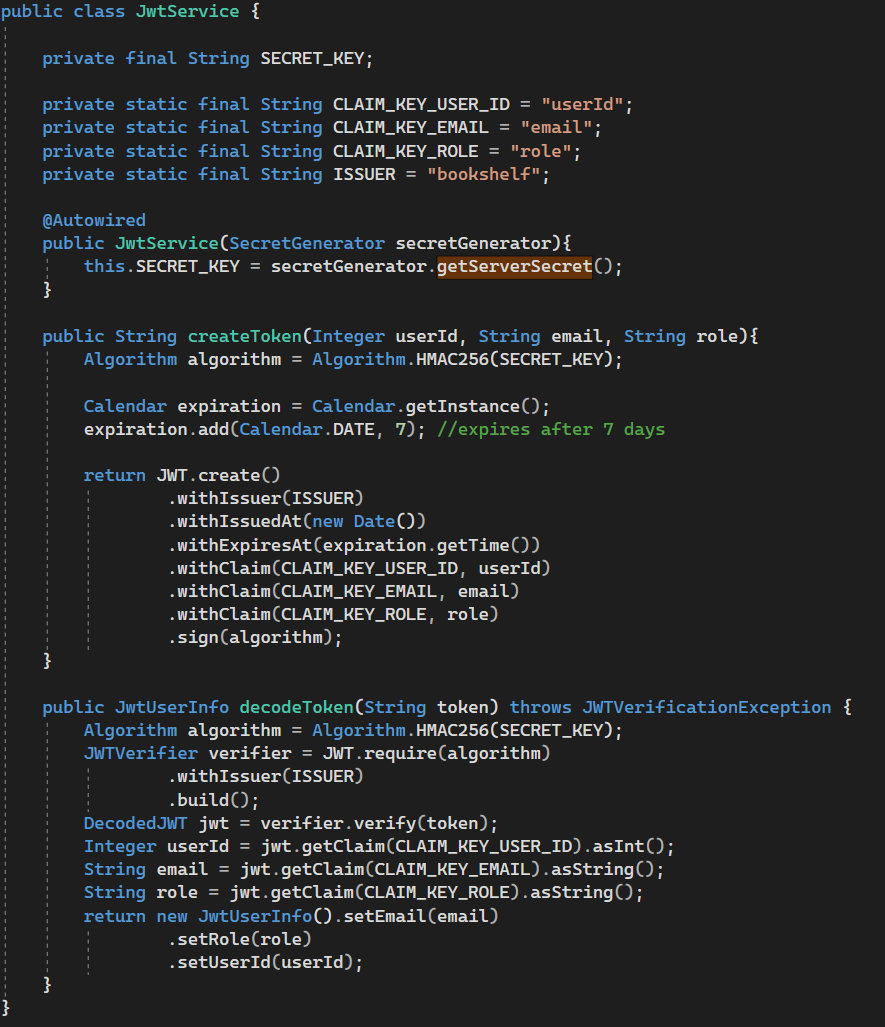 public class JwtService {
private final String SECRET_KEY;
private static final String CLAIM_KEY_USER_ID = "userId";
private static final String CLAIM_KEY_EMAIL = "email";
private static final String CLAIM_KEY_ROLE = "role";
private static final String ISSUER = "bookshelf";
@Autowired
public JwtService(SecretGenerator secretGenerator){
this.SECRET_KEY = secretGenerator.getServerSecret();
}
public String createToken(Integer userId, String email, String role){
Algorithm algorithm = Algorithm.HMAC256(SECRET_KEY);
Calendar expiration = Calendar.getInstance();
expiration.add(Calendar.DATE, 7); //expires after 7 days
return JWT.create()
.withIssuer(ISSUER)
.withIssuedAt(new Date())
.withExpiresAt(expiration.getTime())
.withClaim(CLAIM_KEY_USER_ID, userId)
.withClaim(CLAIM_KEY_EMAIL, email)
.withClaim(CLAIM_KEY_ROLE, role)
.sign(algorithm);
}
public JwtUserInfo decodeToken(String token) throws JWTVerificationException {
Algorithm algorithm = Algorithm.HMAC256(SECRET_KEY);
JWTVerifier verifier = JWT.require(algorithm)
.withIssuer(ISSUER)
.build();
DecodedJWT jwt = verifier.verify(token);
Integer userId = jwt.getClaim(CLAIM_KEY_USER_ID).asInt();
String email = jwt.getClaim(CLAIM_KEY_EMAIL).asString();
String role = jwt.getClaim(CLAIM_KEY_ROLE).asString();
return new JwtUserInfo().setEmail(email)
.setRole(role)
.setUserId(userId);
}
}